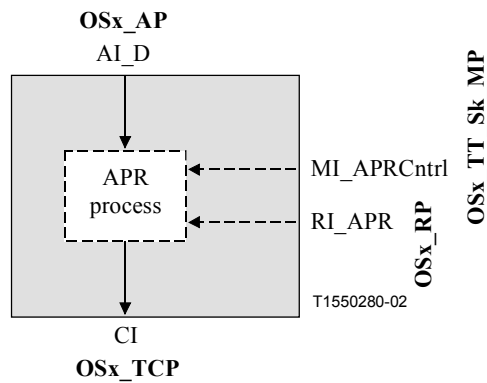 OSx_AP
AI_D
APR
process
MI_APRCntrl
RI_APR
OSx_RP
OSx_TT_Sk_MP
T1550280-02
CI
OSx_TCP